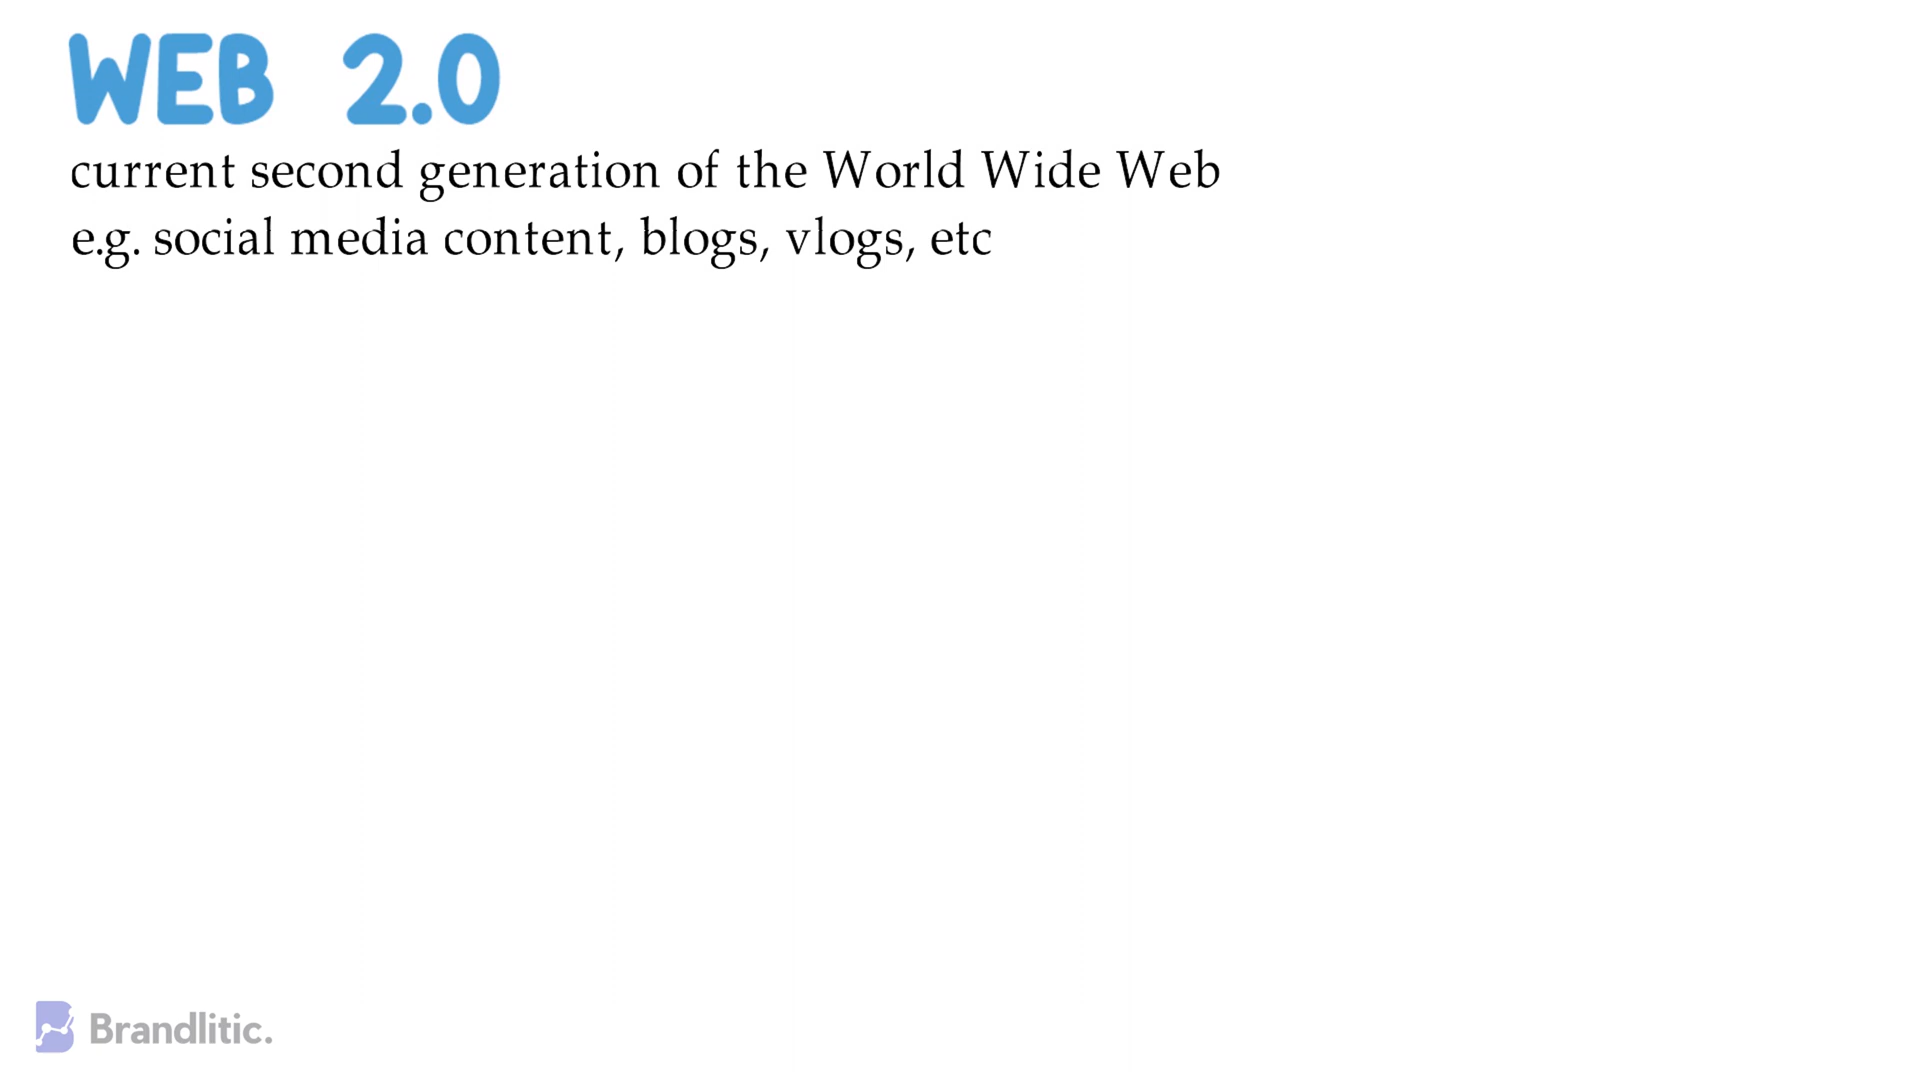 WEB 2.0
current second generation of the World Wide Web
e.g. social media content, blogs, vlogs, etc
Brandlitic.